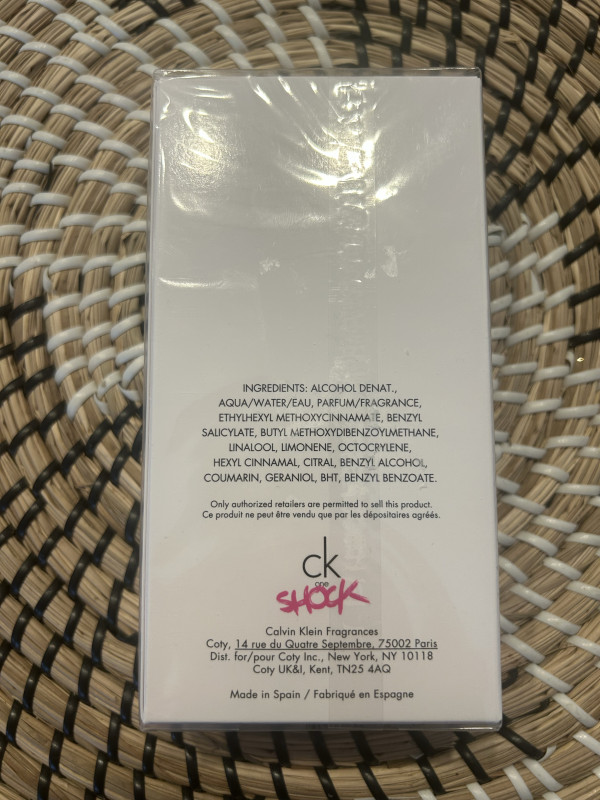 INGREDIENTS: ALCOHOL DENAT.,
AQUA/WATER/EAU, PARFUM/FRAGRANCE,
ETHYLHEXYL METHOXYCINNAMATE, BENZYL
SALICYLATE, BUTYL METHOXYDIBENZOYLMETHANE,
LINALOOL, LIMONENE, OCTOCRYLENE,
HEXYL CINNAMAL, CITRAL, BENZYL ALCOHOL,
COUMARIN, GERANIOL, BHT, BENZYL BENZOATE.
Only authorized retailers are permitted to sell this product.
Ce produit ne peut être vendu que par les dépositaires agréés.
ck
one
SHOCK
Calvin Klein Fragrances
Coty, 14 rue du Quatre Septembre, 75002 Paris
Dist. for/pour Coty Inc., New York, NY 10118
Coty UK&I, Kent, TN25 4AQ
Made in Spain / Fabriqué en Espagne